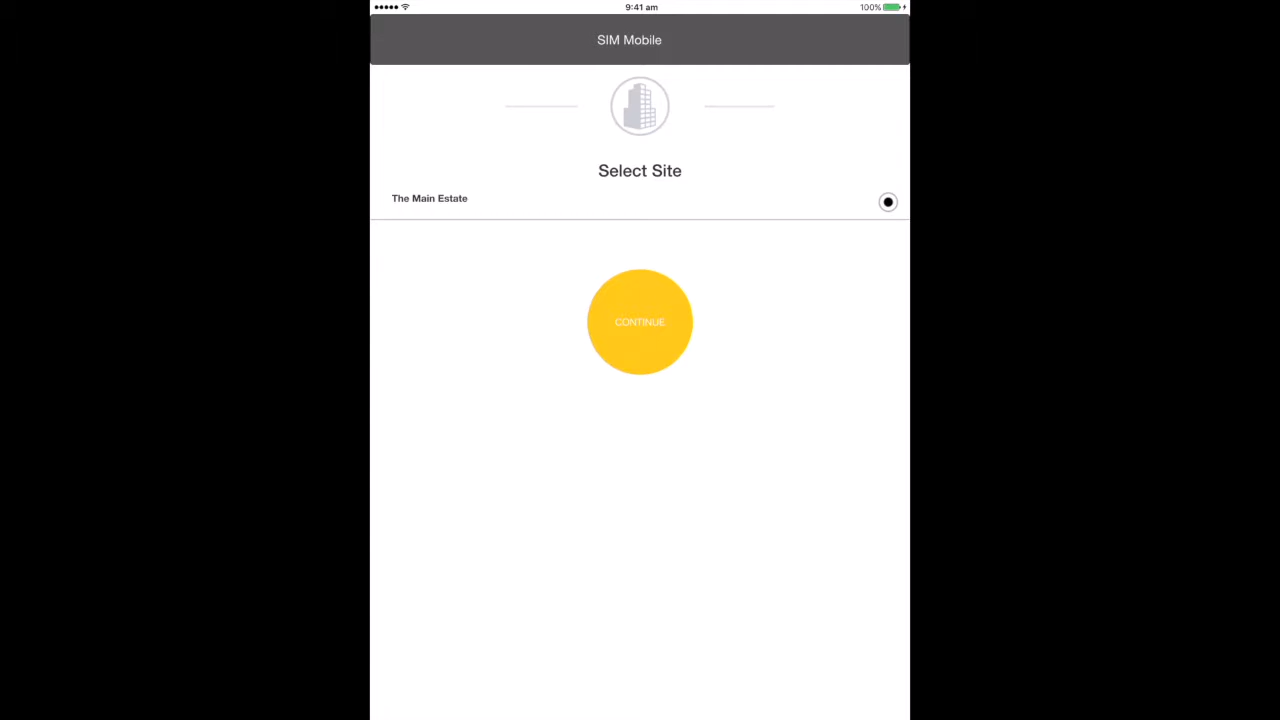 9:41 am
100%
SIM Mobile
Select Site
The Main Estate
CONTINUE